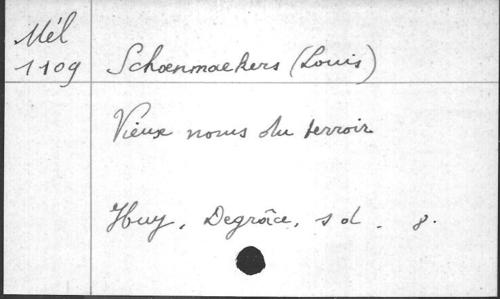 Mél
1109
Schoenmaekers (Louis)
Vieux noms du terroir
Huy, Degrâce, s d. 8.